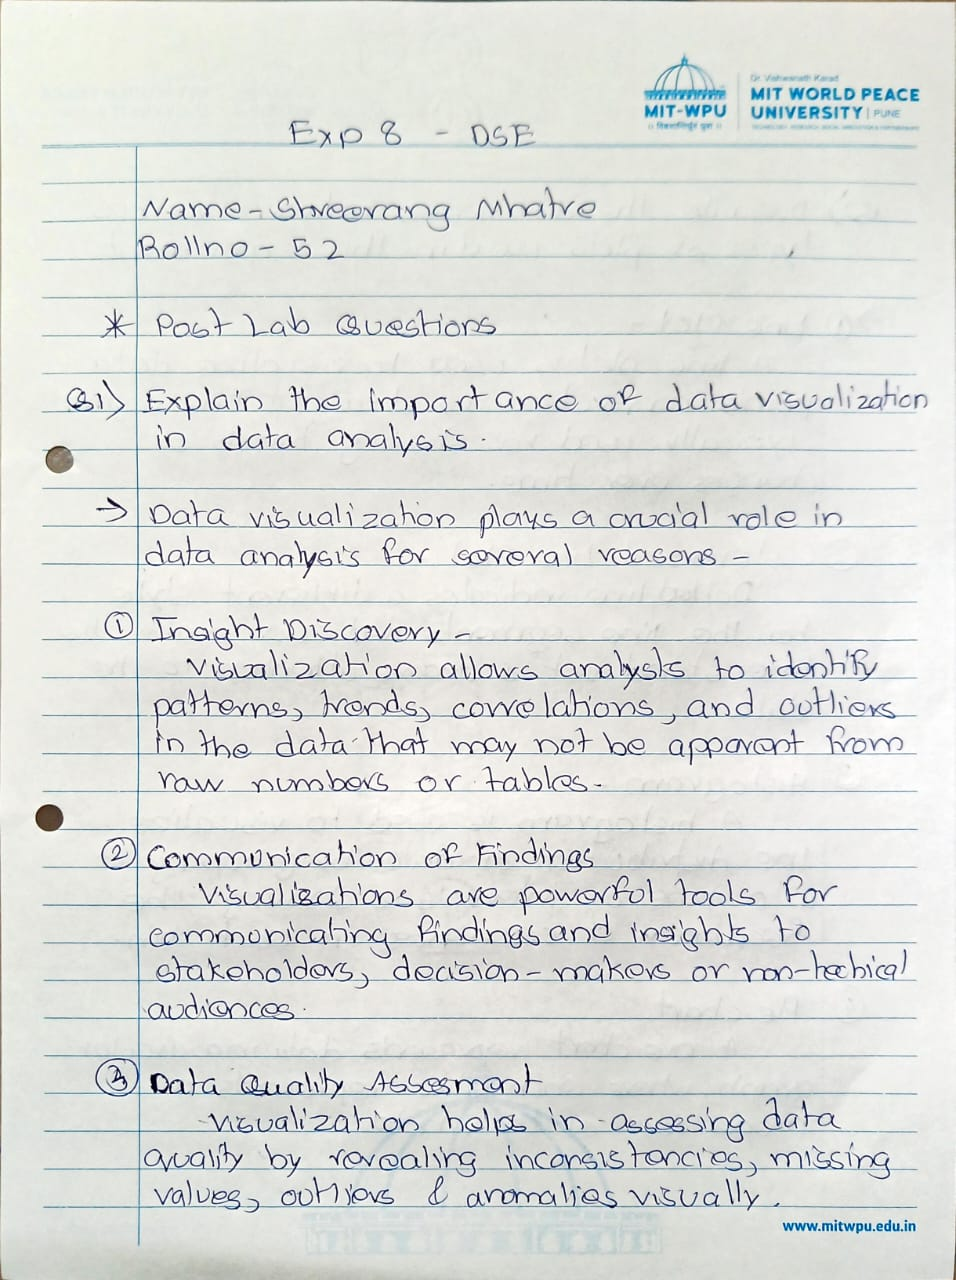 Dr. Vishwanath Karad
MIT WORLD PEACE
UNIVERSITY | PUNE
MIT-WPU
Exp 8 - DSE
Name - Shreerang Mhatre
Rollno - 52
* Post Lab Questions
Q1) Explain the importance of data visualization
in data analysis.
→ Data visualization plays a crucial role in
data analysis for several reasons -
① Insight Discovery -
Visualization allows analysts to identify
patterns, trends, correlations, and outliers
in the data that may not be apparent from
raw numbers or tables.
② Communication of Findings
Visualizations are powerful tools for
communicating findings and insights to
stakeholders, decision-makers or non-techical
audiences.
③ Data Quality Assesment
Visualization helps in assessing data
quality by revealing inconsistencies, missing
values, outliers & anomalies visually.
www.mitwpu.edu.in